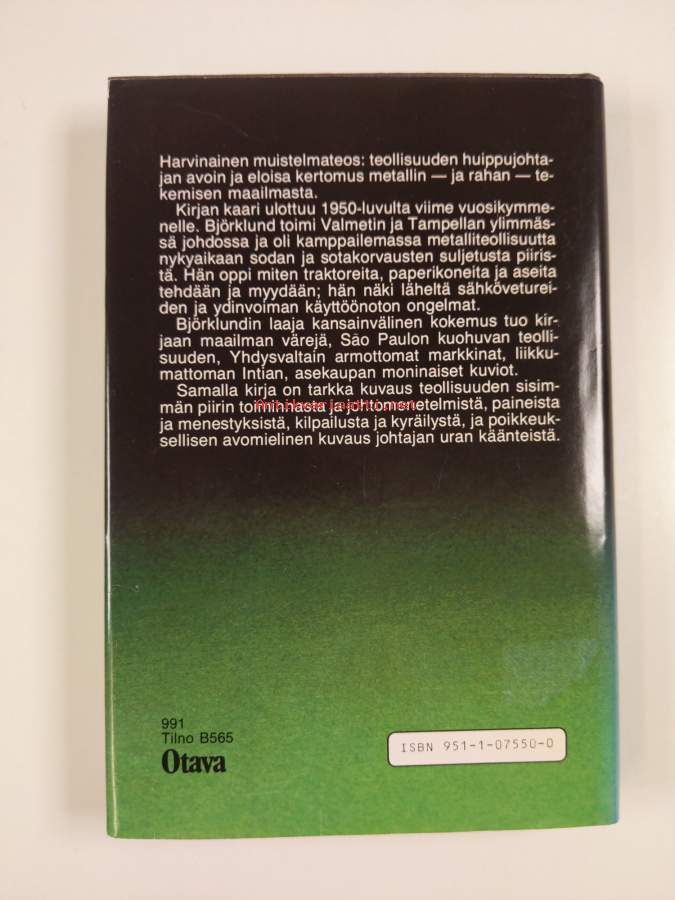 Harvinainen muistelmateos: teollisuuden huippujohta-
jan avoin ja eloisa kertomus metallin — ja rahan — te-
kemisen maailmasta.
Kirjan kaari ulottuu 1950-luvulta viime vuosikymme-
nelle. Björklund toimi Valmetin ja Tampellan ylimmäs-
sä johdossa ja oli kamppailemassa metalliteollisuutta
nykyaikaan sodan ja sotakorvausten suljetusta piiris-
tä. Hän oppi miten traktoreita, paperikoneita ja aseita
tehdään ja myydään; hän näki läheltä sähkövetureí-
den ja ydinvoiman käyttöönoton ongelmat.
Björklundin laaja kansainvälinen kokemus tuo kir-
jaan maailman värejä, São Paulon kuohuvan teolli-
suuden, Yhdysvaltain armottomat markkinat, liikku-
mattoman Intian, asekaupan moninaiset kuviot.
Samalla kirja on tarkka kuvaus teollisuuden sisim-
män piirin toiminnasta ja johtomenetelmistä, paineista
ja menestyksistä, kilpailusta ja kyräilystä, ja poikkeuk-
sellisen avomielinen kuvaus johtajan uran käänteistä.
991
Tilno B565
Otava
ISBN 951-1-07550-0